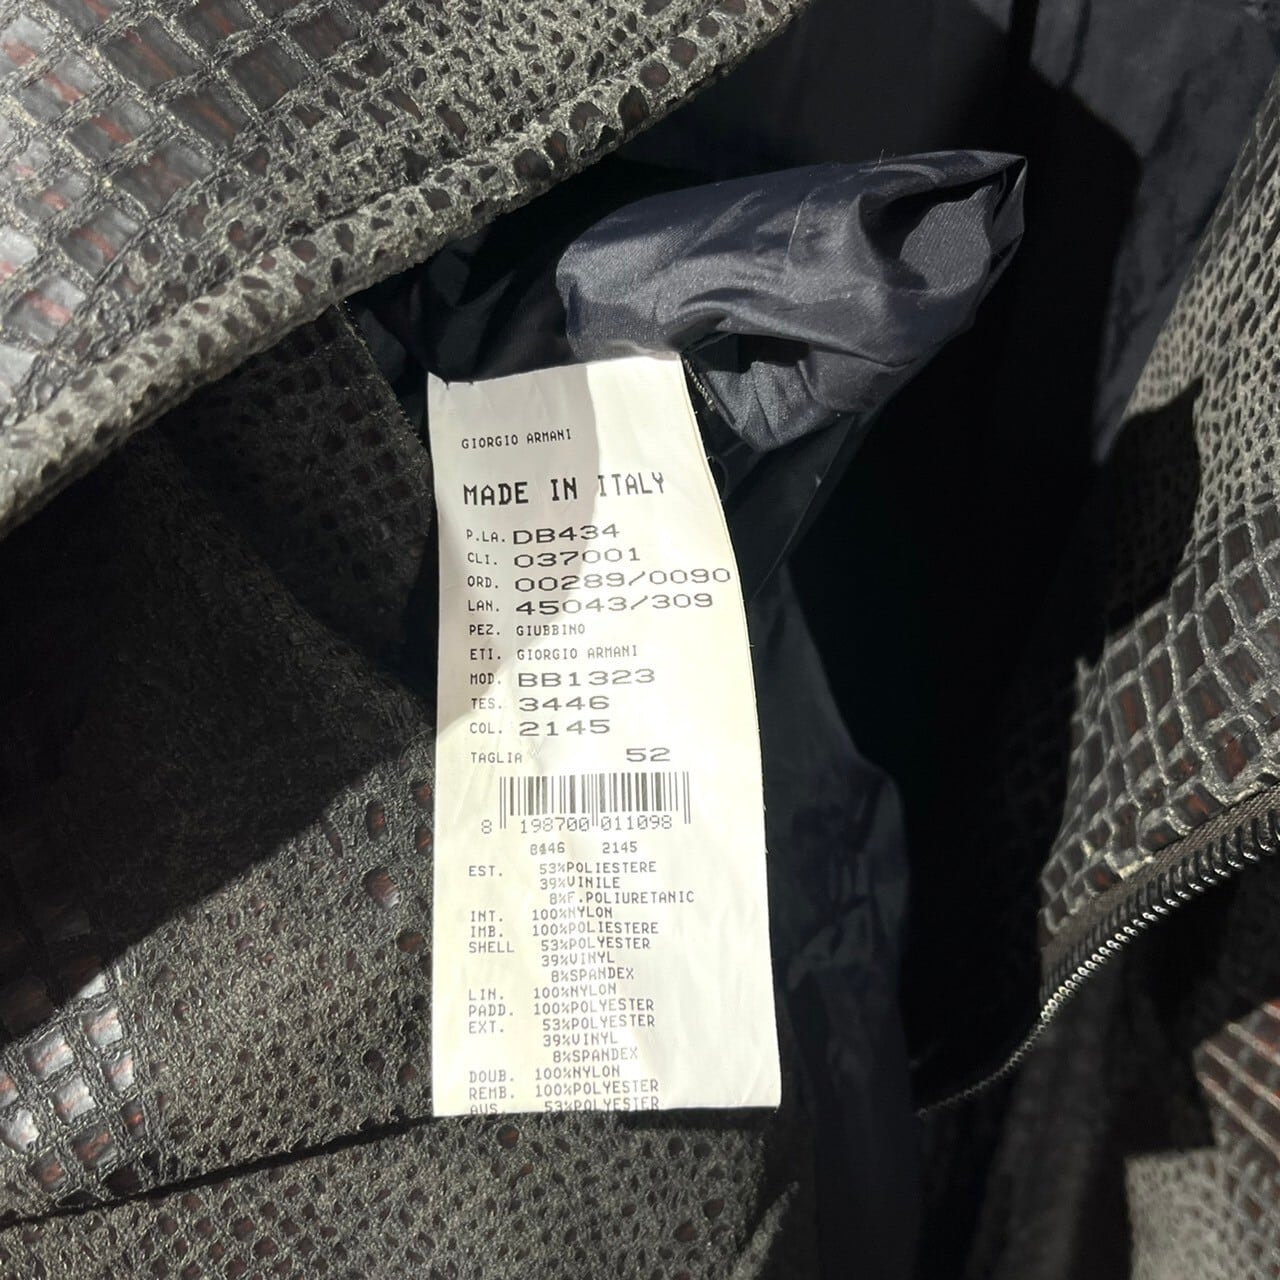 GIORGIO ARMANI
MADE IN ITALY
P.LA. DB434
CLI. 037001
ORD. 00289/0090
LAN. 45043/309
PEZ. GIUBBINO
ETI. GIORGIO ARMANI
MOD. BB1323
TES. 3446
COL. 2145
TAGLIA 52
8 198700 011098
8446 2145
EST. 53%POLIESTERE
39%VINILE
8%F.POLIURETANIC
INT. 100%NYLON
IMB. 100%POLIESTERE
SHELL 53%POLYESTER
39%VINYL
8%SPANDEX
LIN. 100%NYLON
PADD. 100%POLYESTER
EXT. 53%POLYESTER
39%VINYL
8%SPANDEX
DOUB. 100%NYLON
REMB. 100%POLYESTER
AUS. 53%POLYESTER